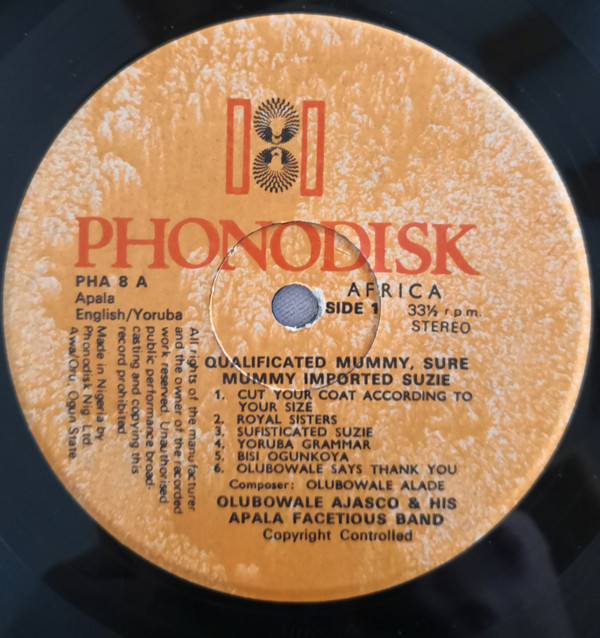 PHONODISK
AFRICA
PHA 8 A
Apala
English/Yoruba
SIDE 1
33⅓ r.p.m.
STEREO
All rights of the manufacturer
and the owner of the recorded
work reserved. Unauthorised
public performance broad-
casting and copying this
record prohibited
Made in Nigeria by
Phonodisk Nig. Ltd.
Awa/Oru, Ogun State.
QUALIFICATED MUMMY, SURE
MUMMY IMPORTED SUZIE
1. CUT YOUR COAT ACCORDING TO
YOUR SIZE
2. ROYAL SISTERS
3. SUFISTICATED SUZIE
4. YORUBA GRAMMAR
5. BISI OGUNKOYA
6. OLUBOWALE SAYS THANK YOU
Composer: OLUBOWALE ALADE
OLUBOWALE AJASCO & HIS
APALA FACETIOUS BAND
Copyright Controlled